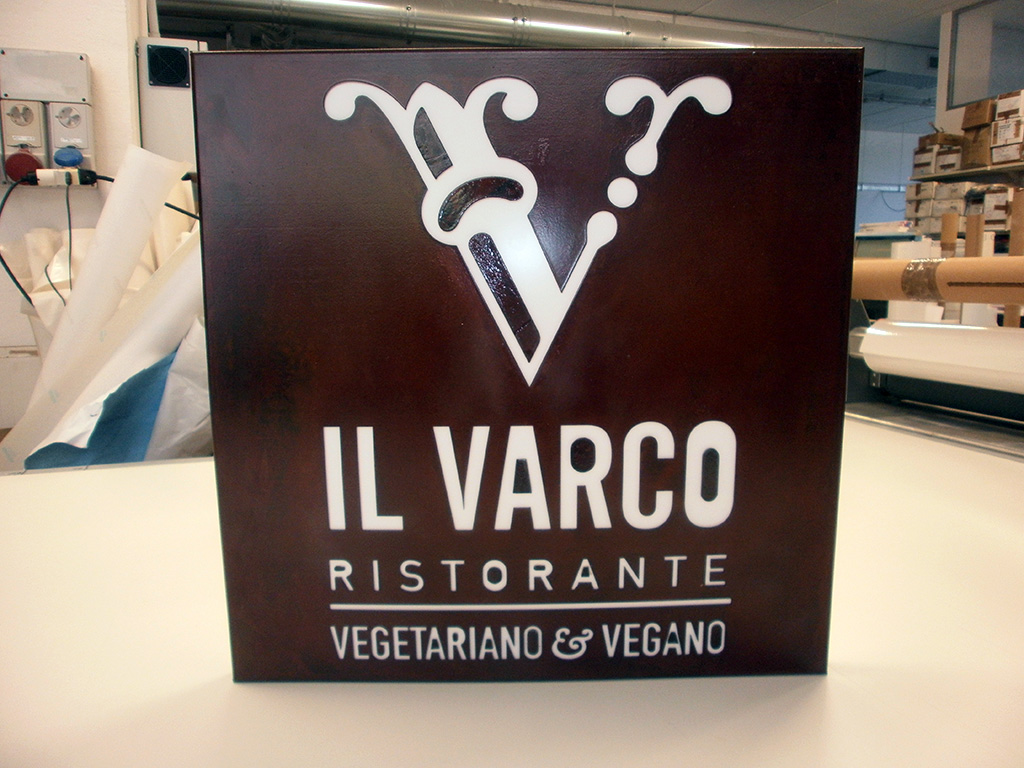 IL VARCO
RISTORANTE
VEGETARIANO & VEGANO